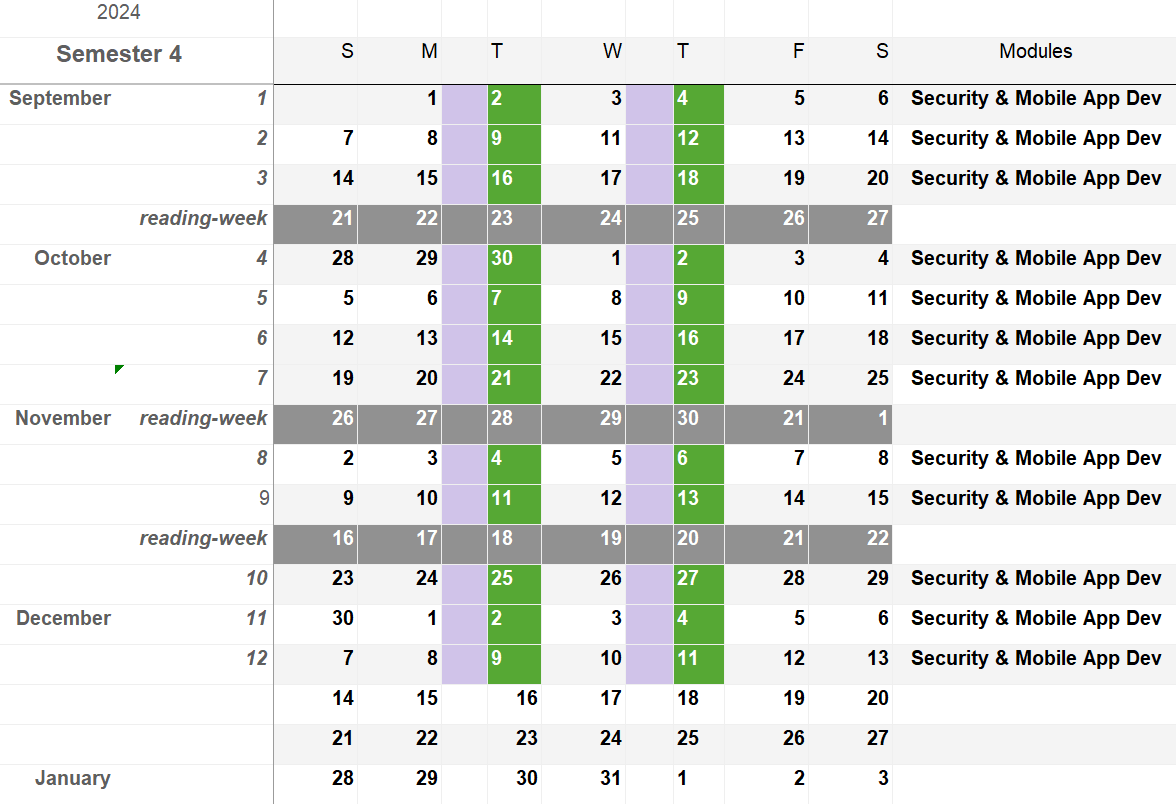 2024
Semester 4 S M T W T F S Modules
September 1 1 2 3 4 5 6 Security & Mobile App Dev
2 7 8 9 11 12 13 14 Security & Mobile App Dev
3 14 15 16 17 18 19 20 Security & Mobile App Dev
reading-week 21 22 23 24 25 26 27
October 4 28 29 30 1 2 3 4 Security & Mobile App Dev
5 5 6 7 8 9 10 11 Security & Mobile App Dev
6 12 13 14 15 16 17 18 Security & Mobile App Dev
7 19 20 21 22 23 24 25 Security & Mobile App Dev
November reading-week 26 27 28 29 30 21 1
8 2 3 4 5 6 7 8 Security & Mobile App Dev
9 9 10 11 12 13 14 15 Security & Mobile App Dev
reading-week 16 17 18 19 20 21 22
10 23 24 25 26 27 28 29 Security & Mobile App Dev
December 11 30 1 2 3 4 5 6 Security & Mobile App Dev
12 7 8 9 10 11 12 13 Security & Mobile App Dev
14 15 16 17 18 19 20
21 22 23 24 25 26 27
January 28 29 30 31 1 2 3